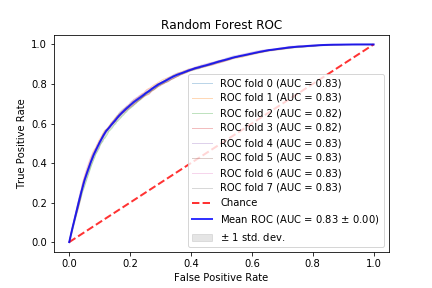 Random Forest ROC
True Positive Rate
1.0
0.8
0.6
0.4
0.2
0.0
ROC fold 0 (AUC = 0.83)
ROC fold 1 (AUC = 0.83)
ROC fold 2 (AUC = 0.82)
ROC fold 3 (AUC = 0.82)
ROC fold 4 (AUC = 0.83)
ROC fold 5 (AUC = 0.83)
ROC fold 6 (AUC = 0.83)
ROC fold 7 (AUC = 0.83)
Chance
Mean ROC (AUC = 0.83 ± 0.00)
± 1 std. dev.
0.0 0.2 0.4 0.6 0.8 1.0
False Positive Rate